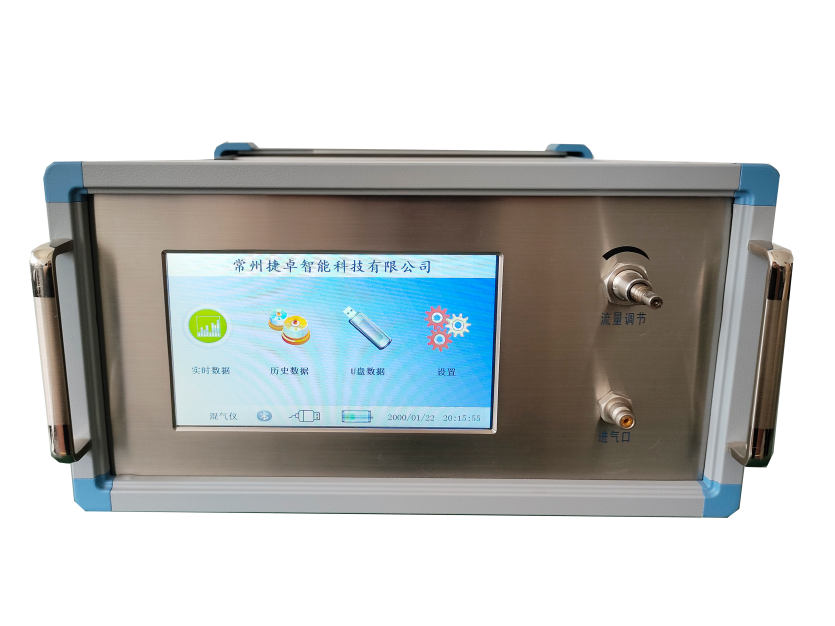 常州捷卓智能科技有限公司
实时数据
历史数据
U盘数据
设置
混气仪
2000/01/22 20:15:55
流量调节
进气口